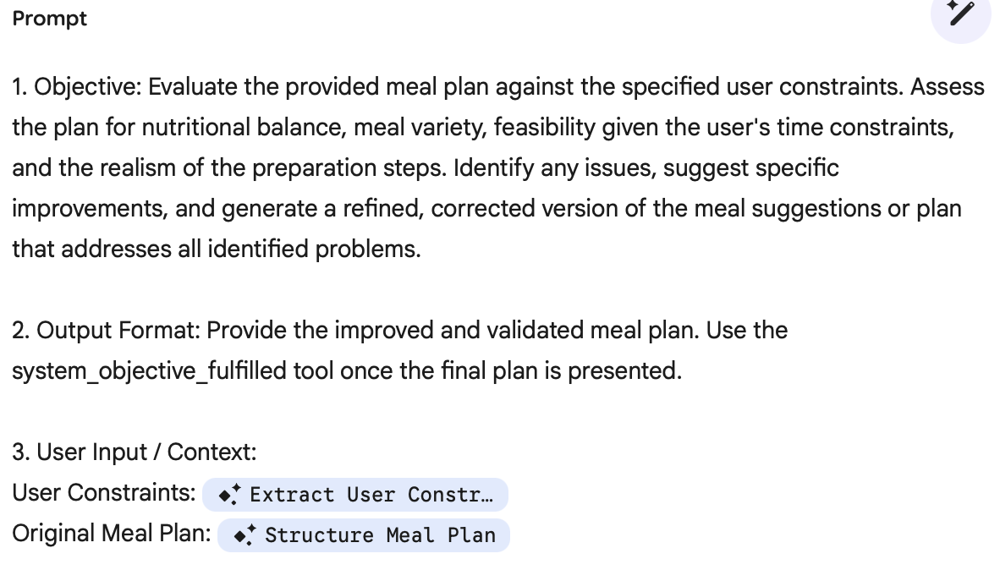 Prompt
1. Objective: Evaluate the provided meal plan against the specified user constraints. Assess
the plan for nutritional balance, meal variety, feasibility given the user's time constraints,
and the realism of the preparation steps. Identify any issues, suggest specific
improvements, and generate a refined, corrected version of the meal suggestions or plan
that addresses all identified problems.
2. Output Format: Provide the improved and validated meal plan. Use the
system_objective_fulfilled tool once the final plan is presented.
3. User Input / Context:
User Constraints: Extract User Constr…
Original Meal Plan: Structure Meal Plan